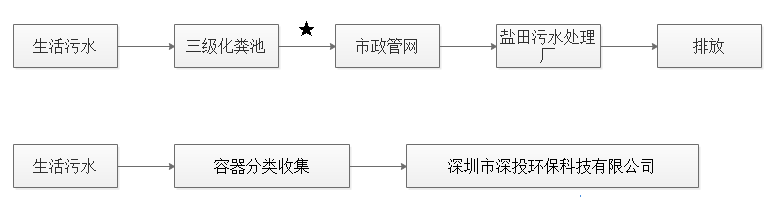 生活污水
三级化粪池
★
市政管网
盐田污水处理
厂
排放
生活污水
容器分类收集
深圳市深投环保科技有限公司